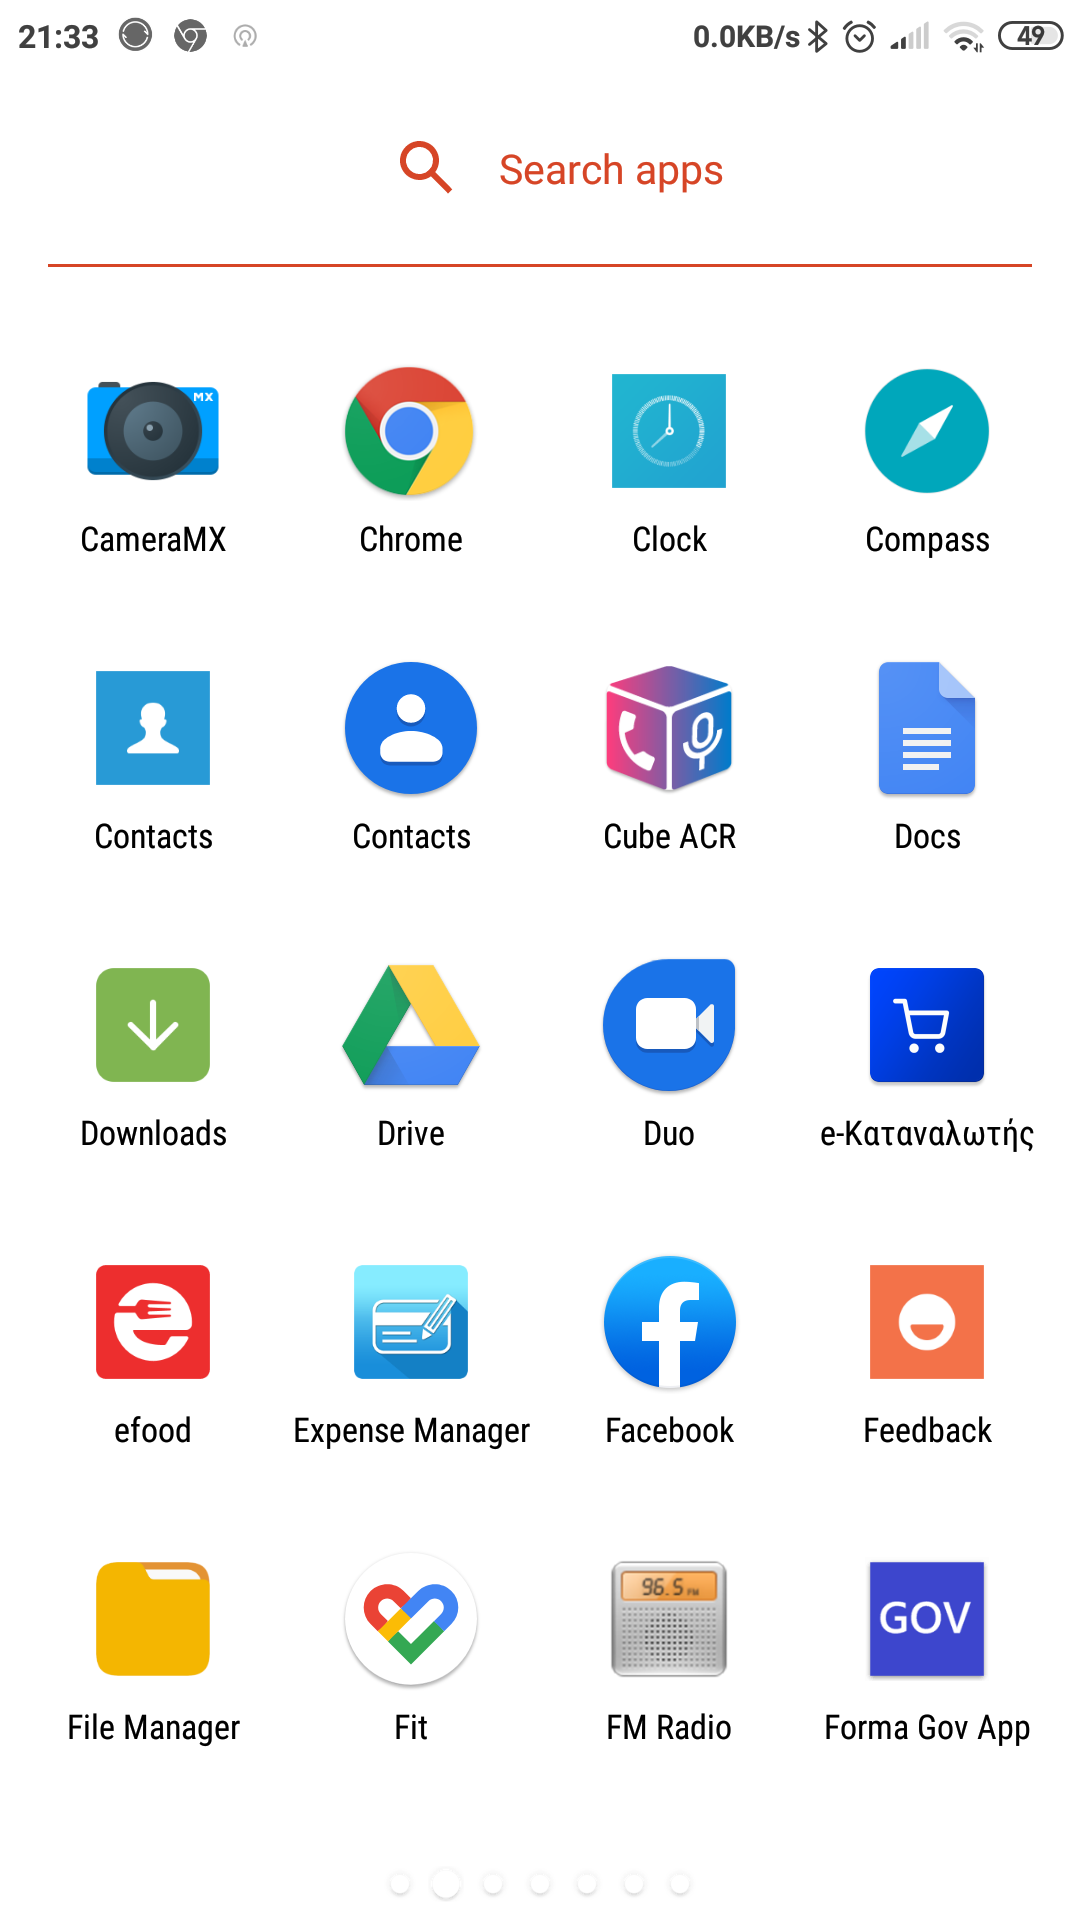 21:33 0.0KB/s 49
Search apps
MX
CameraMX Chrome Clock Compass
Contacts Contacts Cube ACR Docs
Downloads Drive Duo e-Καταναλωτής
efood Expense Manager Facebook Feedback
96.5 FM
GOV
File Manager Fit FM Radio Forma Gov App